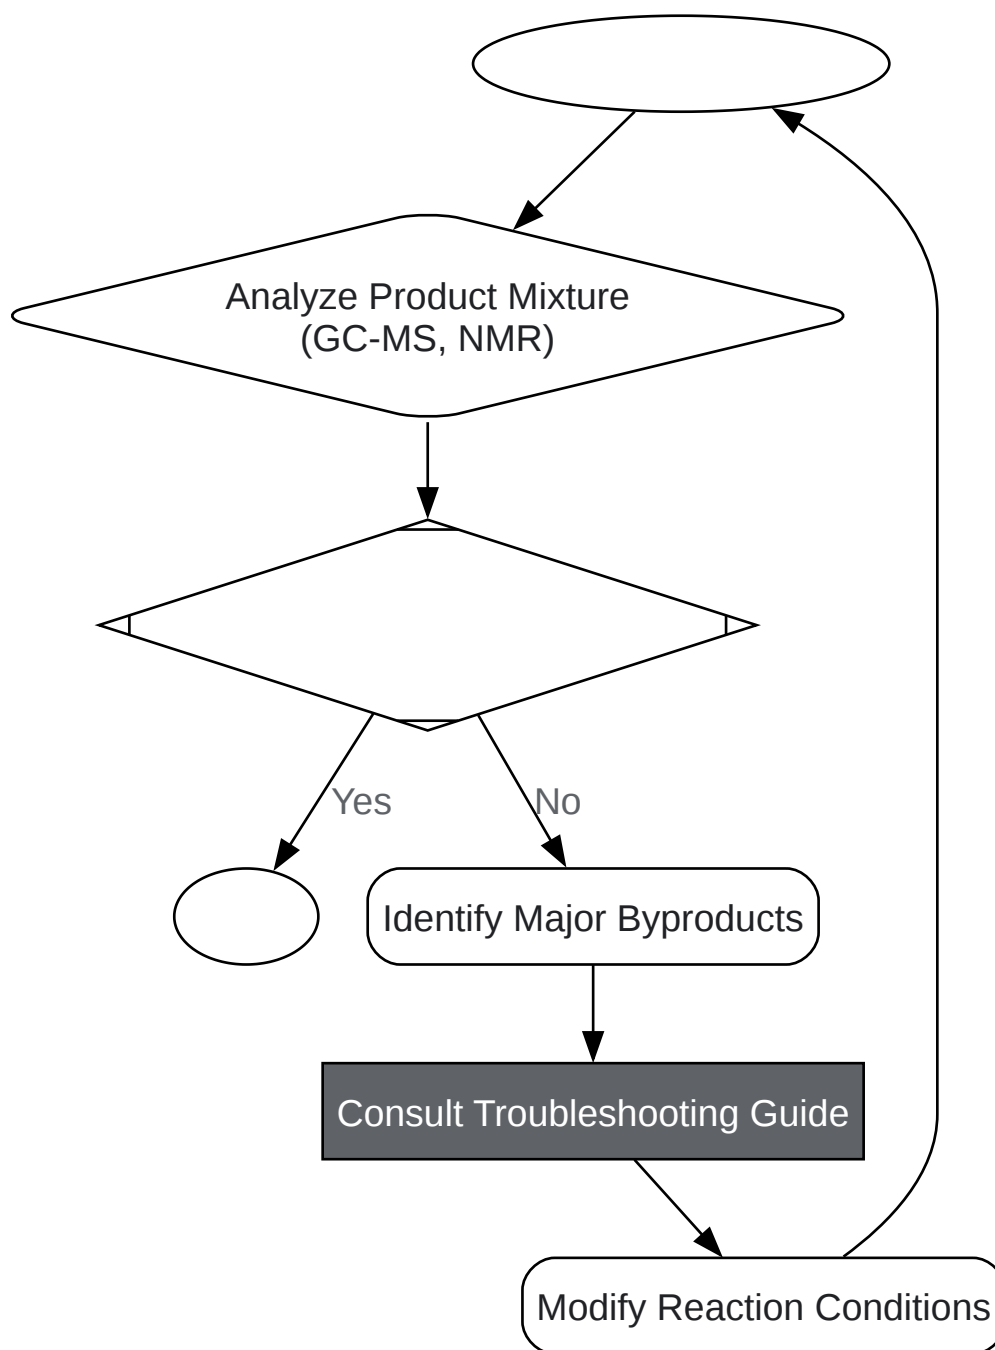 Analyze Product Mixture
(GC-MS, NMR)
Yes
No
Identify Major Byproducts
Consult Troubleshooting Guide
Modify Reaction Conditions